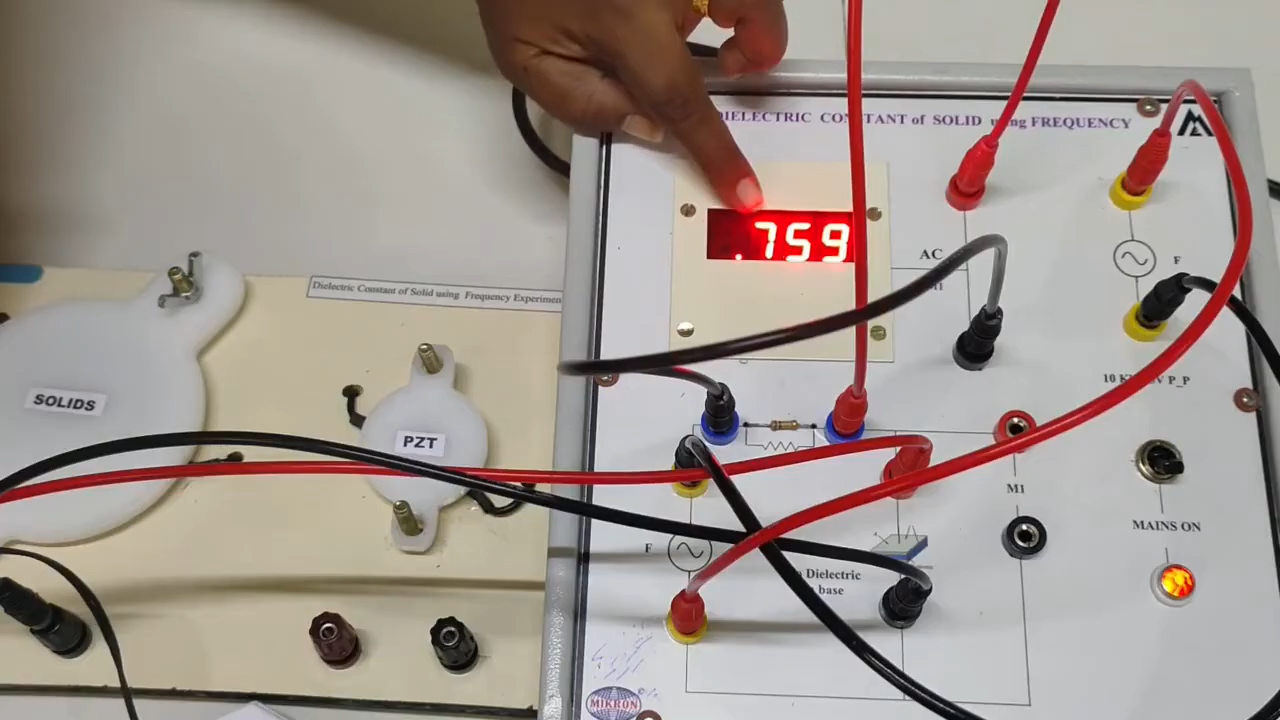 DIELECTRIC CONSTANT of SOLID using FREQUENCY
.759
AC
F
Dielectric Constant of Solid using Frequency Experiment
SOLIDS
PZT
10 K
P_P
M1
MAINS ON
F
Dielectric
base
MIKRON